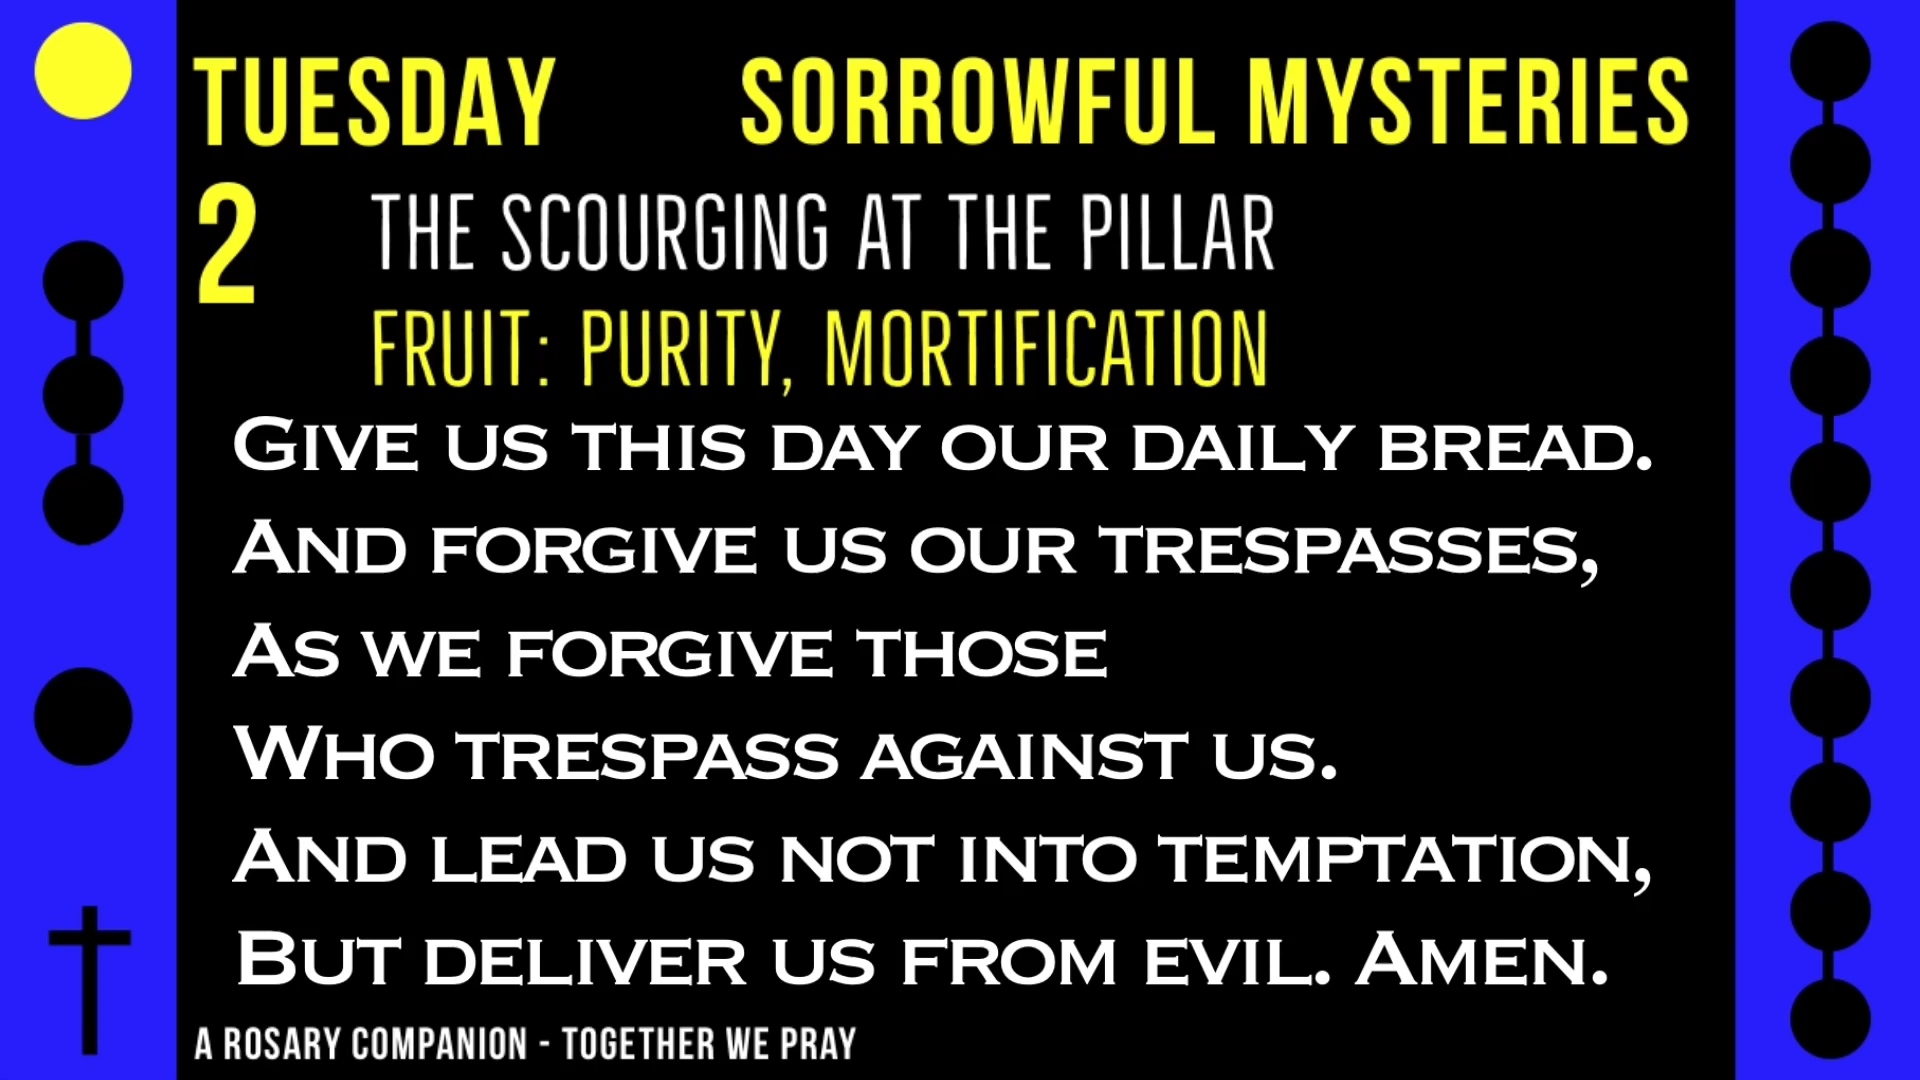 TUESDAY SORROWFUL MYSTERIES
2 THE SCOURGING AT THE PILLAR
FRUIT: PURITY, MORTIFICATION
GIVE US THIS DAY OUR DAILY BREAD.
AND FORGIVE US OUR TRESPASSES,
AS WE FORGIVE THOSE
WHO TRESPASS AGAINST US.
AND LEAD US NOT INTO TEMPTATION,
BUT DELIVER US FROM EVIL. AMEN.
A ROSARY COMPANION - TOGETHER WE PRAY